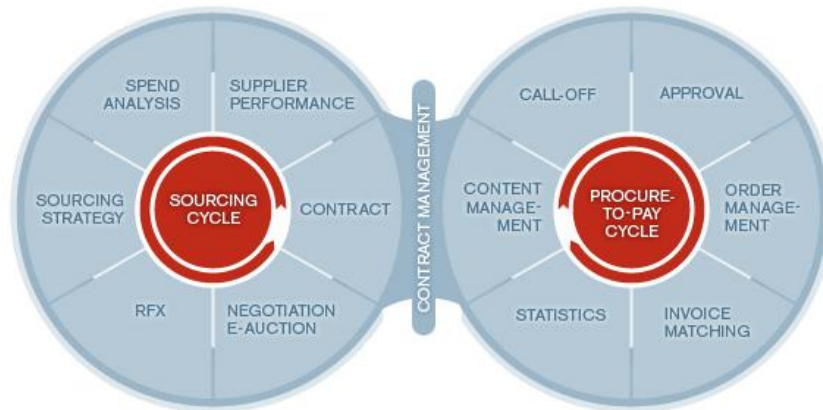 SPEND
ANALYSIS
SUPPLIER
PERFORMANCE
SOURCING
STRATEGY
SOURCING
CYCLE
CONTRACT
RFX
NEGOTIATION
E-AUCTION
CONTRACT MANAGEMENT
CALL-OFF
APPROVAL
CONTENT
MANAGE-
MENT
PROCURE-
TO-PAY
CYCLE
ORDER
MANAGE-
MENT
STATISTICS
INVOICE
MATCHING